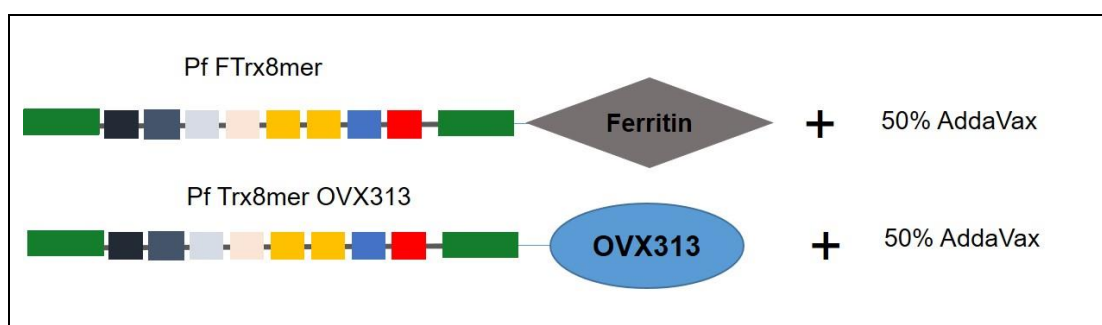 Pf FTrx8mer
Ferritin + 50% AddaVax
Pf Trx8mer OVX313
OVX313 + 50% AddaVax